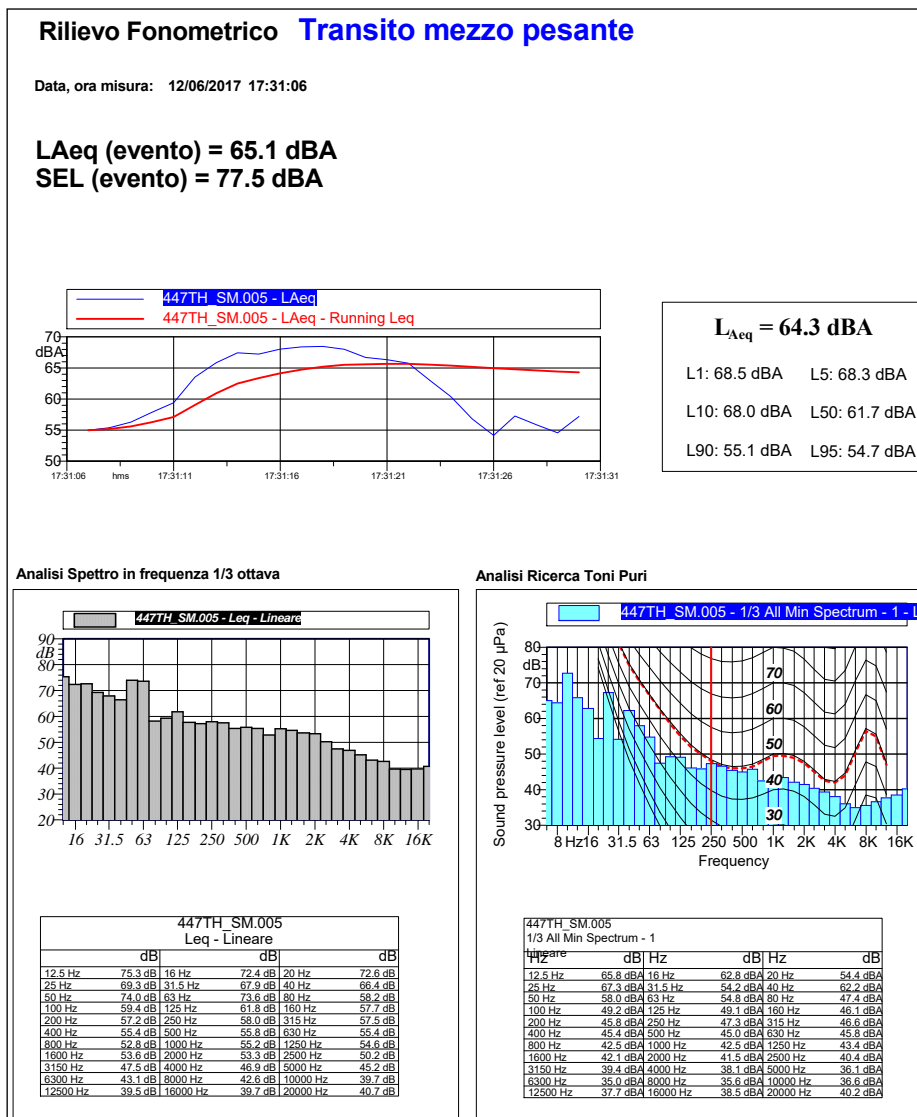 Rilievo Fonometrico Transito mezzo pesante
Data, ora misura: 12/06/2017 17:31:06
LAeq (evento) = 65.1 dBA
SEL (evento) = 77.5 dBA
447TH_SM.005 - LAeq
447TH_SM.005 - LAeq - Running Leq
70
dBA
65
60
55
50
17:31:06 hms 17:31:11 17:31:16 17:31:21 17:31:26 17:31:31
LAeq = 64.3 dBA
L1: 68.5 dBA L5: 68.3 dBA
L10: 68.0 dBA L50: 61.7 dBA
L90: 55.1 dBA L95: 54.7 dBA
Analisi Spettro in frequenza 1/3 ottava
447TH_SM.005 - Leq - Lineare
90
dB
80
70
60
50
40
30
20
16 31.5 63 125 250 500 1K 2K 4K 8K 16K
447TH_SM.005
Leq - Lineare
dB dB dB
12.5 Hz 75.3 dB 16 Hz 72.4 dB 20 Hz 72.6 dB
25 Hz 69.3 dB 31.5 Hz 67.9 dB 40 Hz 66.4 dB
50 Hz 74.0 dB 63 Hz 73.6 dB 80 Hz 58.2 dB
100 Hz 59.4 dB 125 Hz 61.8 dB 160 Hz 57.7 dB
200 Hz 57.2 dB 250 Hz 58.0 dB 315 Hz 57.5 dB
400 Hz 55.4 dB 500 Hz 55.8 dB 630 Hz 55.4 dB
800 Hz 52.8 dB 1000 Hz 55.2 dB 1250 Hz 54.6 dB
1600 Hz 53.6 dB 2000 Hz 53.3 dB 2500 Hz 50.2 dB
3150 Hz 47.5 dB 4000 Hz 46.9 dB 5000 Hz 45.2 dB
6300 Hz 43.1 dB 8000 Hz 42.6 dB 10000 Hz 39.7 dB
12500 Hz 39.5 dB 16000 Hz 39.7 dB 20000 Hz 40.7 dB
Analisi Ricerca Toni Puri
447TH_SM.005 - 1/3 All Min Spectrum - 1 - L
Sound pressure level (ref 20 µPa)
80
dB
70
60
50
40
30
70
60
50
40
30
8 Hz 16 31.5 63 125 250 500 1K 2K 4K 8K 16K
Frequency
447TH_SM.005
1/3 All Min Spectrum - 1
Lineare
Hz dB Hz dB Hz dB
12.5 Hz 65.8 dBA 16 Hz 62.8 dBA 20 Hz 54.4 dBA
25 Hz 67.3 dBA 31.5 Hz 54.2 dBA 40 Hz 62.2 dBA
50 Hz 58.0 dBA 63 Hz 54.8 dBA 80 Hz 47.4 dBA
100 Hz 49.2 dBA 125 Hz 49.1 dBA 160 Hz 46.1 dBA
200 Hz 45.8 dBA 250 Hz 47.3 dBA 315 Hz 46.6 dBA
400 Hz 45.4 dBA 500 Hz 45.0 dBA 630 Hz 45.8 dBA
800 Hz 42.5 dBA 1000 Hz 42.5 dBA 1250 Hz 43.4 dBA
1600 Hz 42.1 dBA 2000 Hz 41.5 dBA 2500 Hz 40.4 dBA
3150 Hz 39.4 dBA 4000 Hz 38.1 dBA 5000 Hz 36.1 dBA
6300 Hz 35.0 dBA 8000 Hz 35.6 dBA 10000 Hz 36.6 dBA
12500 Hz 37.7 dBA 16000 Hz 38.5 dBA 20000 Hz 40.2 dBA